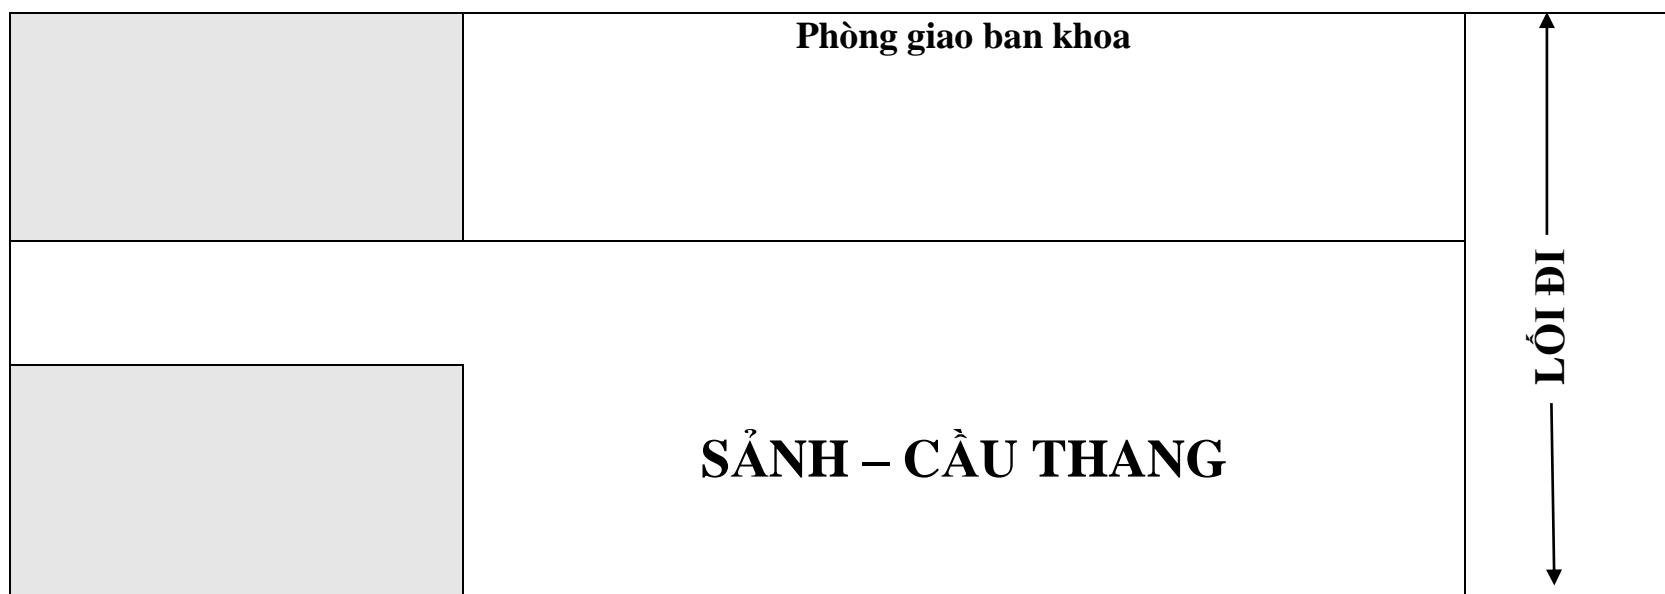 Phòng giao ban khoa
LỐI ĐI
SẢNH – CẦU THANG